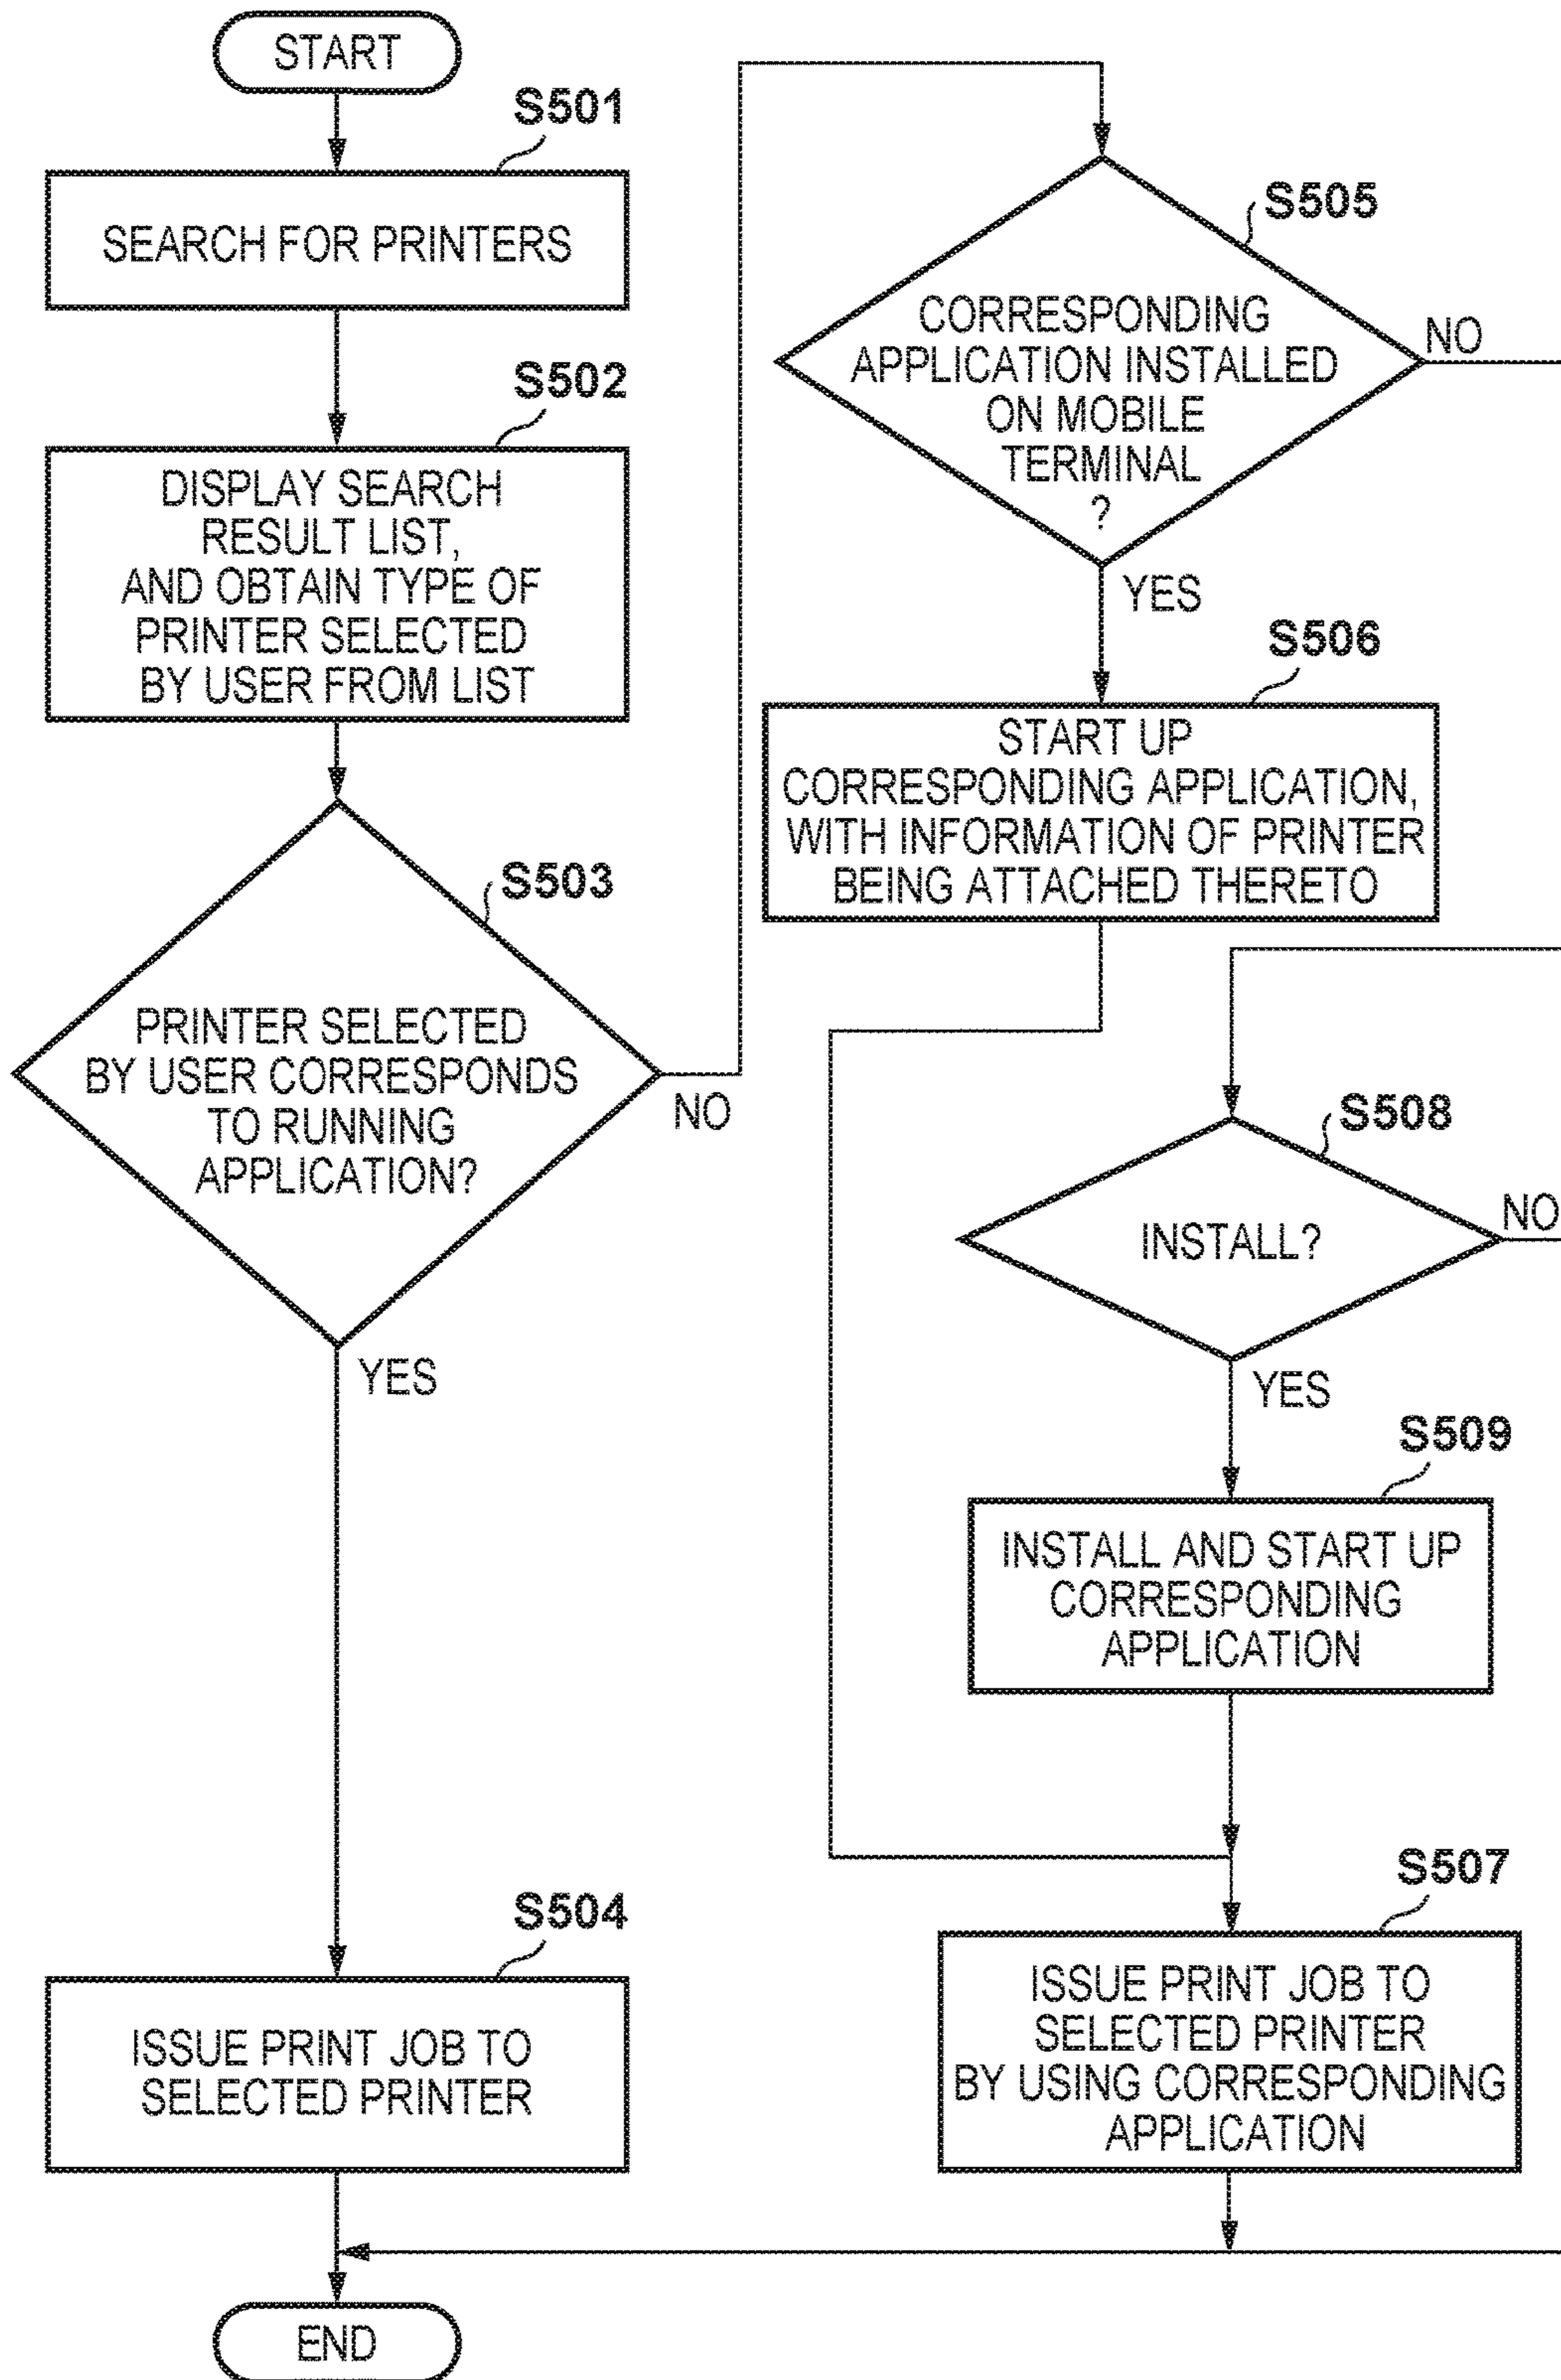 START
S501
SEARCH FOR PRINTERS
S502
DISPLAY SEARCH
RESULT LIST,
AND OBTAIN TYPE OF
PRINTER SELECTED
BY USER FROM LIST
S503
PRINTER SELECTED
BY USER CORRESPONDS
TO RUNNING
APPLICATION?
NO
YES
S504
ISSUE PRINT JOB TO
SELECTED PRINTER
END
S505
CORRESPONDING
APPLICATION INSTALLED
ON MOBILE
TERMINAL
?
NO
YES
S506
START UP
CORRESPONDING APPLICATION,
WITH INFORMATION OF PRINTER
BEING ATTACHED THERETO
S508
INSTALL?
NO
YES
S509
INSTALL AND START UP
CORRESPONDING
APPLICATION
S507
ISSUE PRINT JOB TO
SELECTED PRINTER
BY USING CORRESPONDING
APPLICATION